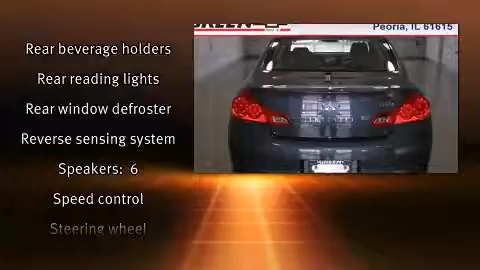 Peoria, IL 61615
Rear beverage holders
Rear reading lights
Rear window defroster
Reverse sensing system
Speakers: 6
Speed control
Steering wheel